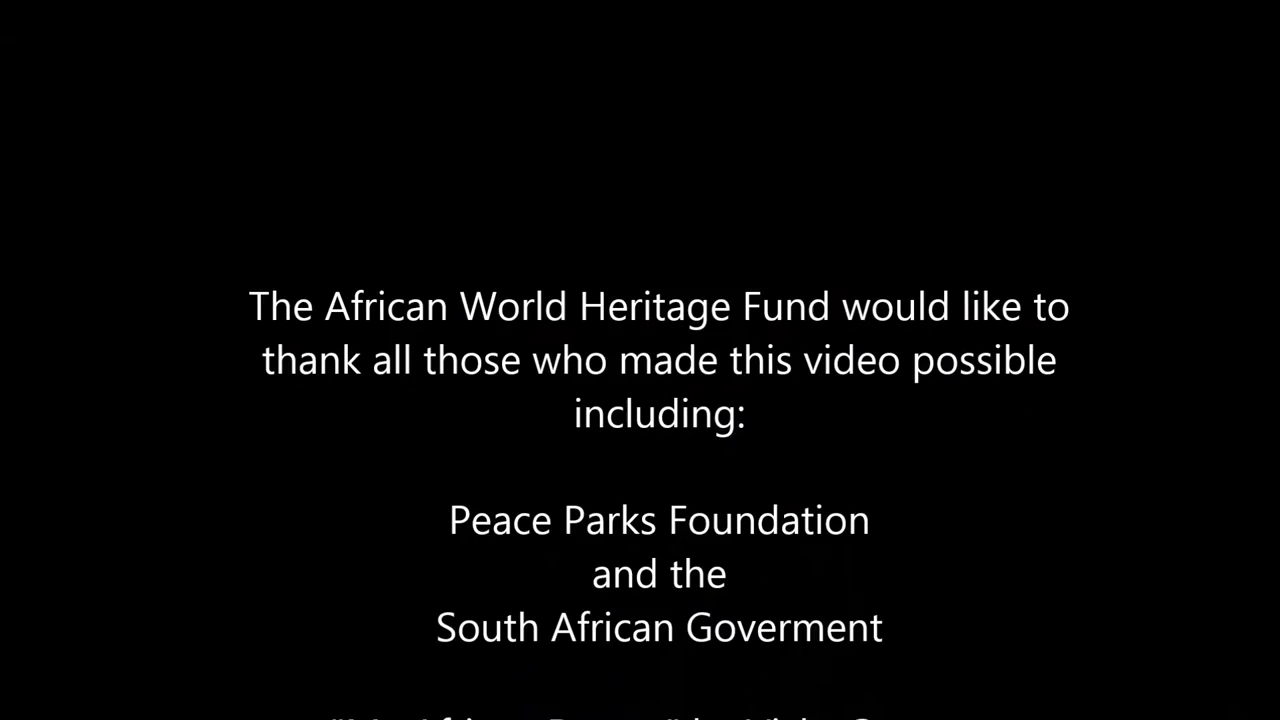 The African World Heritage Fund would like to
thank all those who made this video possible
including:
Peace Parks Foundation
and the
South African Goverment